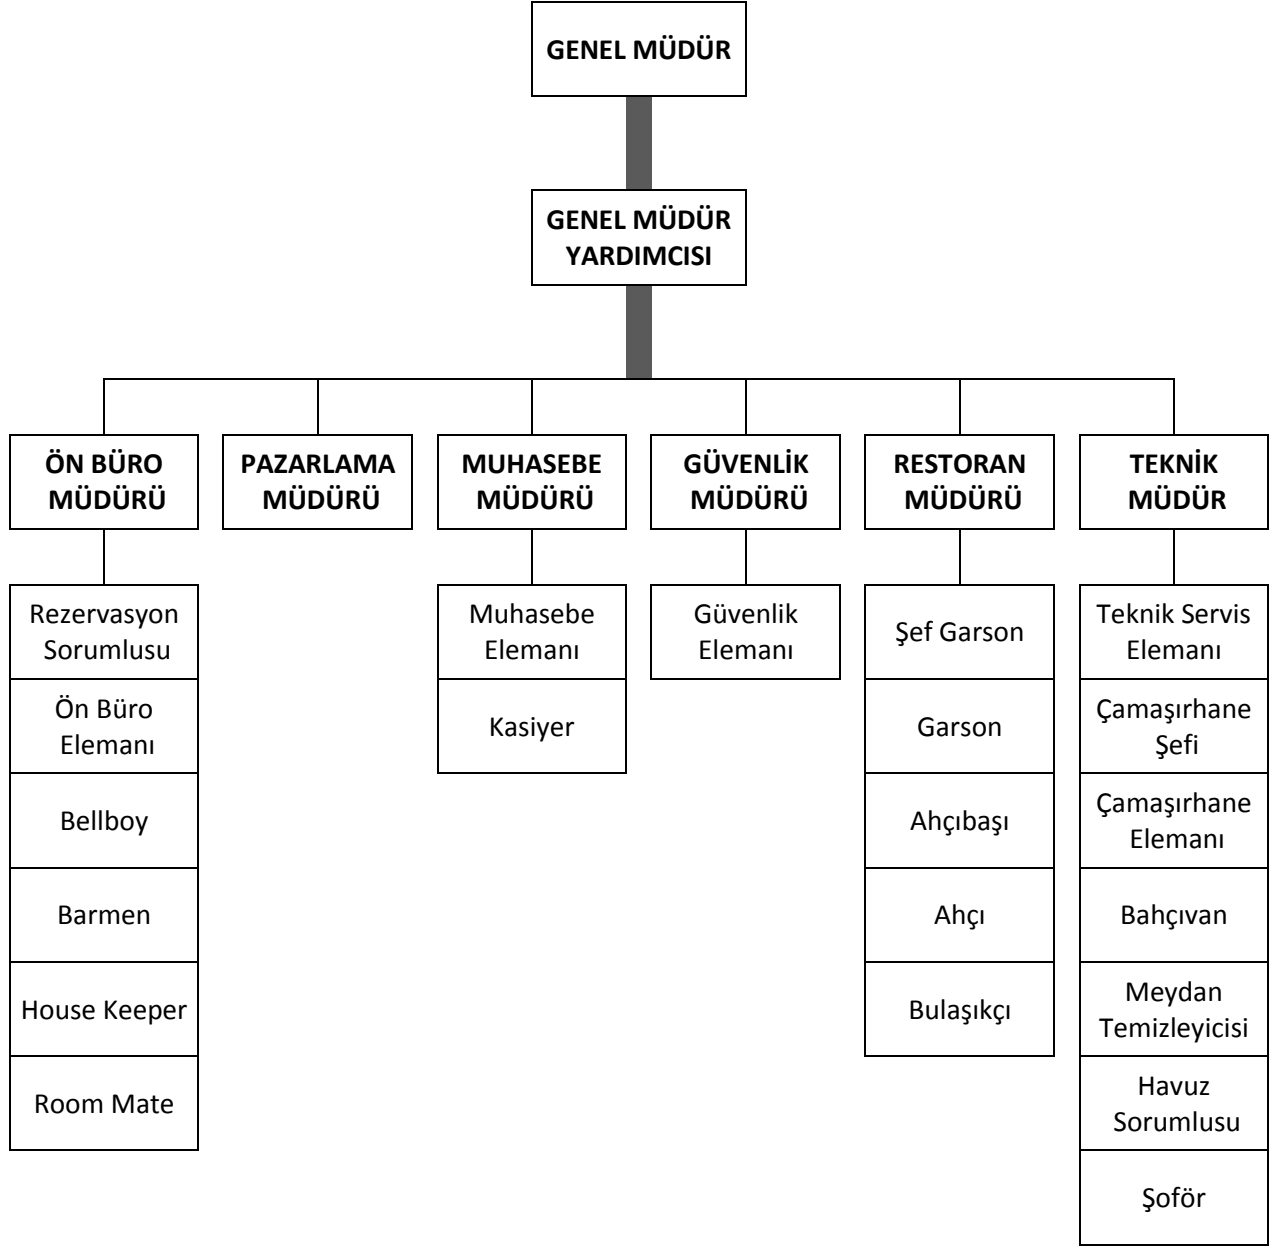 GENEL MÜDÜR
GENEL MÜDÜR
YARDIMCISI
ÖN BÜRO
MÜDÜRÜ
PAZARLAMA
MÜDÜRÜ
MUHASEBE
MÜDÜRÜ
GÜVENLİK
MÜDÜRÜ
RESTORAN
MÜDÜRÜ
TEKNİK
MÜDÜR
Rezervasyon
Sorumlusu
Ön Büro
Elemanı
Bellboy
Barmen
House Keeper
Room Mate
Muhasebe
Elemanı
Kasiyer
Güvenlik
Elemanı
Şef Garson
Garson
Ahçıbaşı
Ahçı
Bulaşıkçı
Teknik Servis
Elemanı
Çamaşırhane
Şefi
Çamaşırhane
Elemanı
Bahçıvan
Meydan
Temizleyicisi
Havuz
Sorumlusu
Şoför